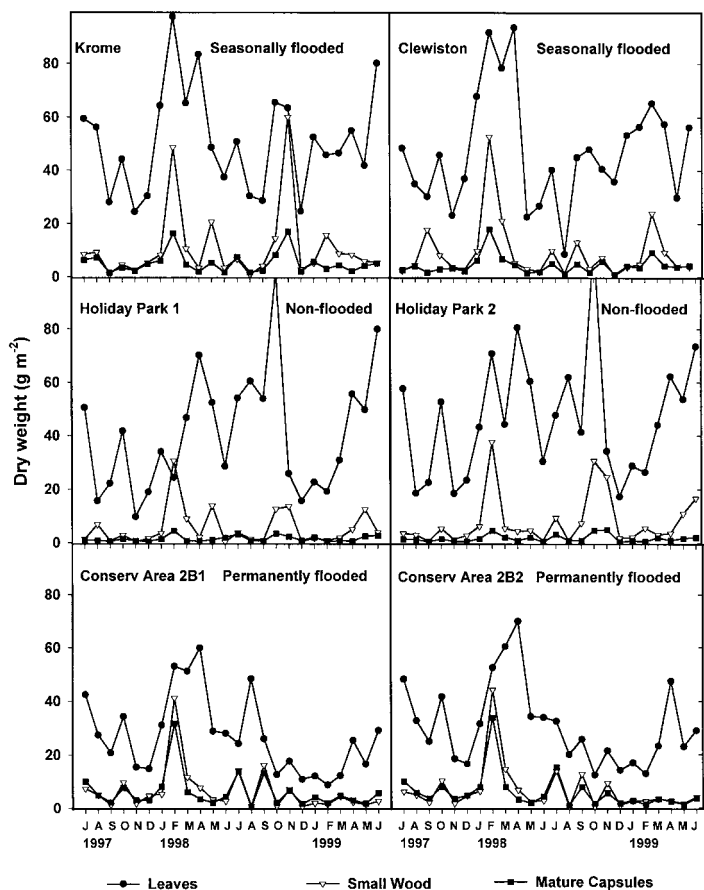 Krome Seasonally flooded
Clewiston Seasonally flooded
80
60
40
20
0
Holiday Park 1 Non-flooded
Holiday Park 2 Non-flooded
80
60
40
20
0
Dry weight (g m-2)
Conserv Area 2B1 Permanently flooded
Conserv Area 2B2 Permanently flooded
80
60
40
20
0
J A S O N D J F M A M J J A S O N D J F M A M J
J A S O N D J F M A M J J A S O N D J F M A M J
1997 1998 1999
1997 1998 1999
Leaves Small Wood Mature Capsules